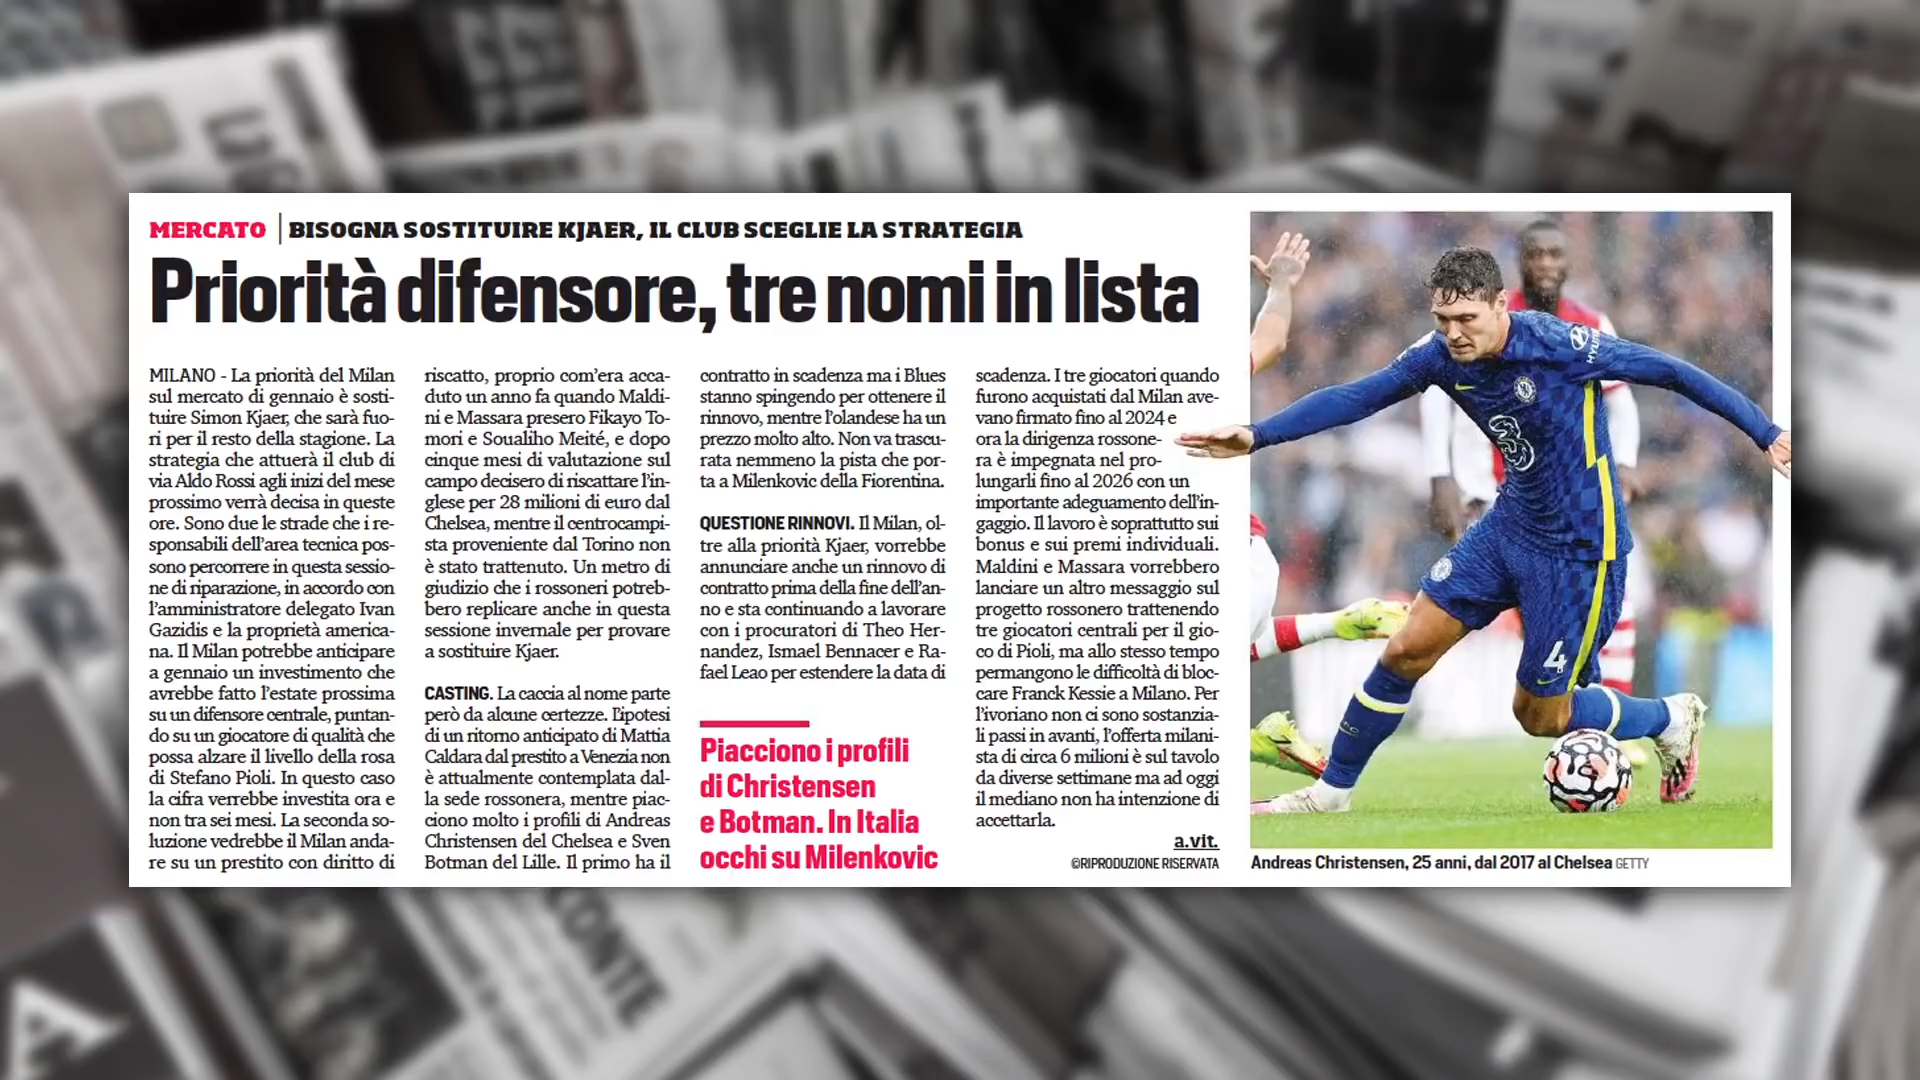 MERCATO | BISOGNA SOSTITUIRE KJAER, IL CLUB SCEGLIE LA STRATEGIA
Priorità difensore, tre nomi in lista
MILANO - La priorità del Milan
sul mercato di gennaio è sosti-
tuire Simon Kjaer, che sarà fuo-
ri per il resto della stagione. La
strategia che attuerà il club di
via Aldo Rossi agli inizi del mese
prossimo verrà decisa in queste
ore. Sono due le strade che i re-
sponsabili dell'area tecnica pos-
sono percorrere in questa sessio-
ne di riparazione, in accordo con
l'amministratore delegato Ivan
Gazidis e la proprietà america-
na. Il Milan potrebbe anticipare
a gennaio un investimento che
avrebbe fatto l'estate prossima
su un difensore centrale, puntan-
do su un giocatore di qualità che
possa alzare il livello della rosa
di Stefano Pioli. In questo caso
la cifra verrebbe investita ora e
non tra sei mesi. La seconda so-
luzione vedrebbe il Milan anda-
re su un prestito con diritto di
riscatto, proprio com'era acca-
duto un anno fa quando Maldi-
ni e Massara presero Fikayo To-
mori e Soualiho Meité, e dopo
cinque mesi di valutazione sul
campo decisero di riscattare l'in-
glese per 28 milioni di euro dal
Chelsea, mentre il centrocampi-
sta proveniente dal Torino non
è stato trattenuto. Un metro di
giudizio che i rossoneri potreb-
bero replicare anche in questa
sessione invernale per provare
a sostituire Kjaer.
CASTING. La caccia al nome parte
però da alcune certezze. L'ipotesi
di un ritorno anticipato di Mattia
Caldara dal prestito a Venezia non
è attualmente contemplata dal-
la sede rossonera, mentre piac-
ciono molto i profili di Andreas
Christensen del Chelsea e Sven
Botman del Lille. Il primo ha il
contratto in scadenza ma i Blues
stanno spingendo per ottenere il
rinnovo, mentre l'olandese ha un
prezzo molto alto. Non va trascu-
rata nemmeno la pista che por-
ta a Milenkovic della Fiorentina.
QUESTIONE RINNOVI. Il Milan, ol-
tre alla priorità Kjaer, vorrebbe
annunciare anche un rinnovo di
contratto prima della fine dell'an-
no e sta continuando a lavorare
con i procuratori di Theo Her-
nandez, Ismael Bennacer e Ra-
fael Leao per estendere la data di
Piacciono i profili
di Christensen
e Botman. In Italia
occhi su Milenkovic
scadenza. I tre giocatori quando
furono acquistati dal Milan ave-
vano firmato fino al 2024 e
ora la dirigenza rossone-
ra è impegnata nel pro-
lungarli fino al 2026 con un
importante adeguamento dell'in-
gaggio. Il lavoro è soprattutto sui
bonus e sui premi individuali.
Maldini e Massara vorrebbero
lanciare un altro messaggio sul
progetto rossonero trattenendo
tre giocatori centrali per il gio-
co di Pioli, ma allo stesso tempo
permangono le difficoltà di bloc-
care Franck Kessie a Milano. Per
l'ivoriano non ci sono sostanzia-
li passi in avanti, l'offerta milani-
sta di circa 6 milioni è sul tavolo
da diverse settimane ma ad oggi
il mediano non ha intenzione di
accettarla.
a.vit.
©RIPRODUZIONE RISERVATA
3
4
Andreas Christensen, 25 anni, dal 2017 al Chelsea GETTY
CONTE
A